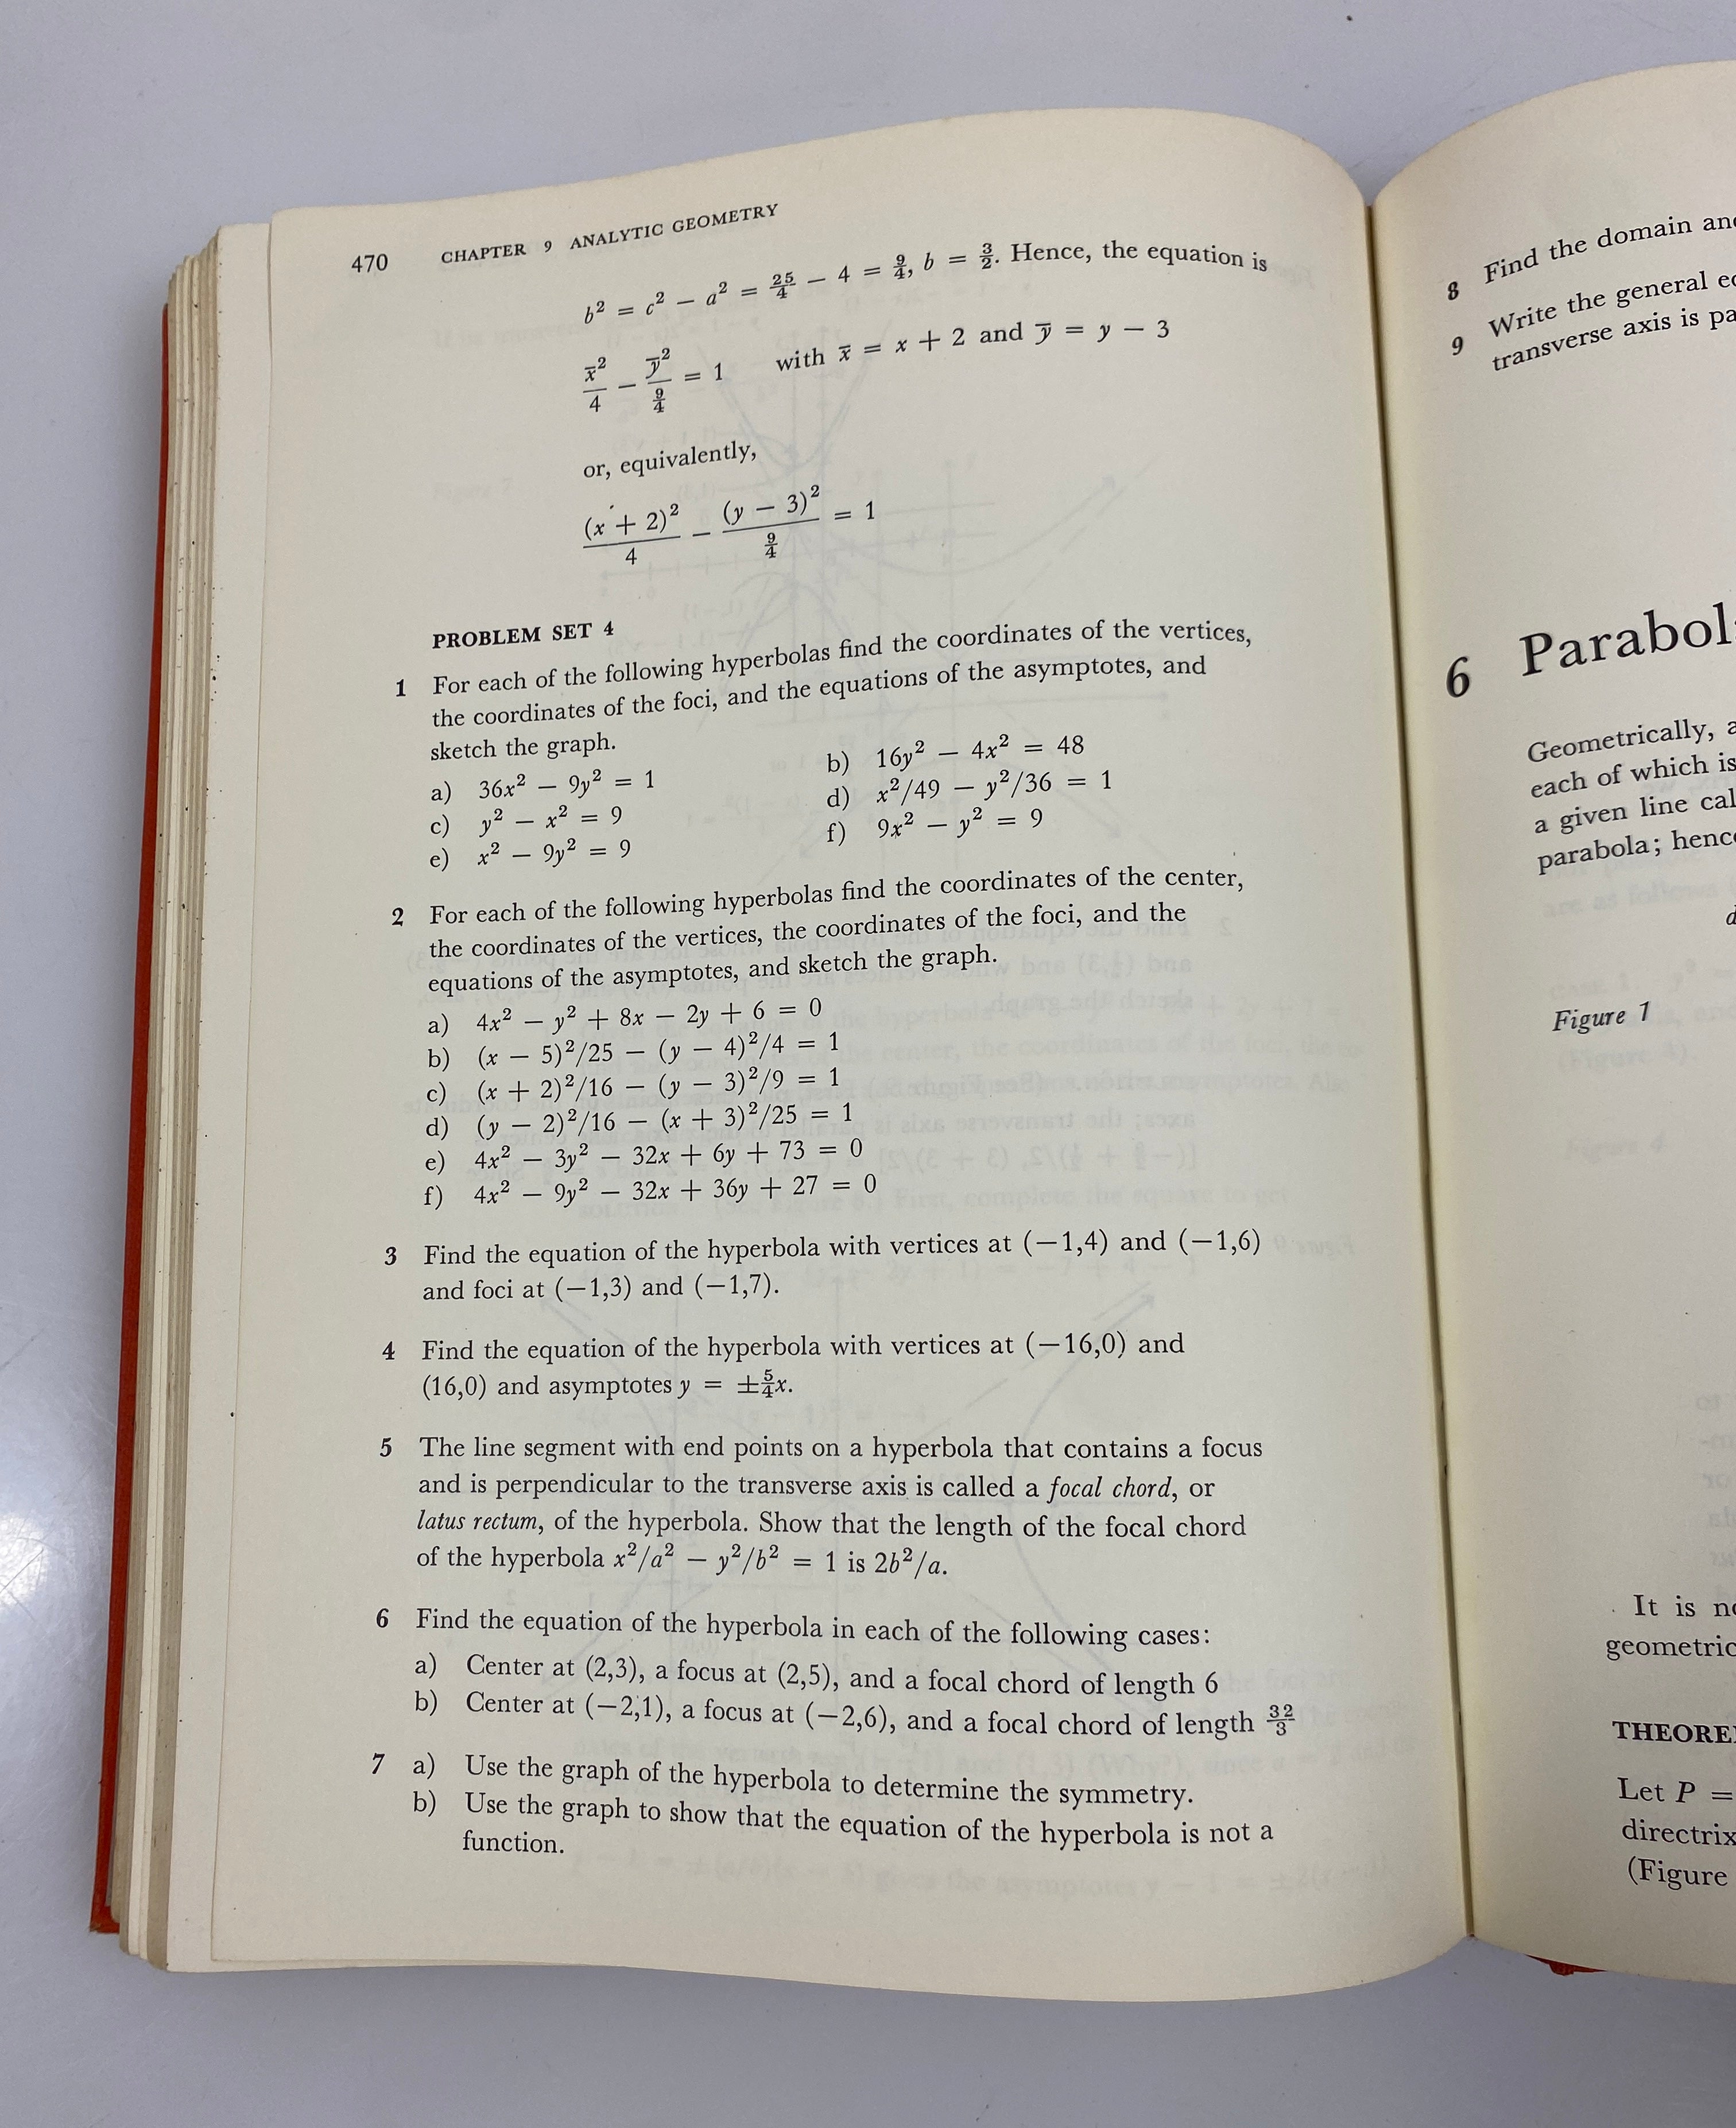 470 CHAPTER 9 ANALYTIC GEOMETRY
b² = c² − a² = 25/4 − 4 = 9/4, b = 3/2. Hence, the equation is
x̅²/4 − y̅²/(9/4) = 1 with x̅ = x + 2 and y̅ = y − 3
or, equivalently,
(x + 2)²/4 − (y − 3)²/(9/4) = 1
PROBLEM SET 4
1 For each of the following hyperbolas find the coordinates of the vertices,
the coordinates of the foci, and the equations of the asymptotes, and
sketch the graph.
a) 36x² − 9y² = 1 b) 16y² − 4x² = 48
c) y² − x² = 9 d) x²/49 − y²/36 = 1
e) x² − 9y² = 9 f) 9x² − y² = 9
2 For each of the following hyperbolas find the coordinates of the center,
the coordinates of the vertices, the coordinates of the foci, and the
equations of the asymptotes, and sketch the graph.
a) 4x² − y² + 8x − 2y + 6 = 0
b) (x − 5)²/25 − (y − 4)²/4 = 1
c) (x + 2)²/16 − (y − 3)²/9 = 1
d) (y − 2)²/16 − (x + 3)²/25 = 1
e) 4x² − 3y² − 32x + 6y + 73 = 0
f) 4x² − 9y² − 32x + 36y + 27 = 0
3 Find the equation of the hyperbola with vertices at (−1,4) and (−1,6)
and foci at (−1,3) and (−1,7).
4 Find the equation of the hyperbola with vertices at (−16,0) and
(16,0) and asymptotes y = ±5/4x.
5 The line segment with end points on a hyperbola that contains a focus
and is perpendicular to the transverse axis is called a focal chord, or
latus rectum, of the hyperbola. Show that the length of the focal chord
of the hyperbola x²/a² − y²/b² = 1 is 2b²/a.
6 Find the equation of the hyperbola in each of the following cases:
a) Center at (2,3), a focus at (2,5), and a focal chord of length 6
b) Center at (−2,1), a focus at (−2,6), and a focal chord of length 32/3
7 a) Use the graph of the hyperbola to determine the symmetry.
b) Use the graph to show that the equation of the hyperbola is not a
function.
8 Find the domain
9 Write the general
transverse axis is
6
Geometrically,
each of which is
a given line
parabola;
Figure 1
It is
THEORE
Let P =
directrix
(Figure